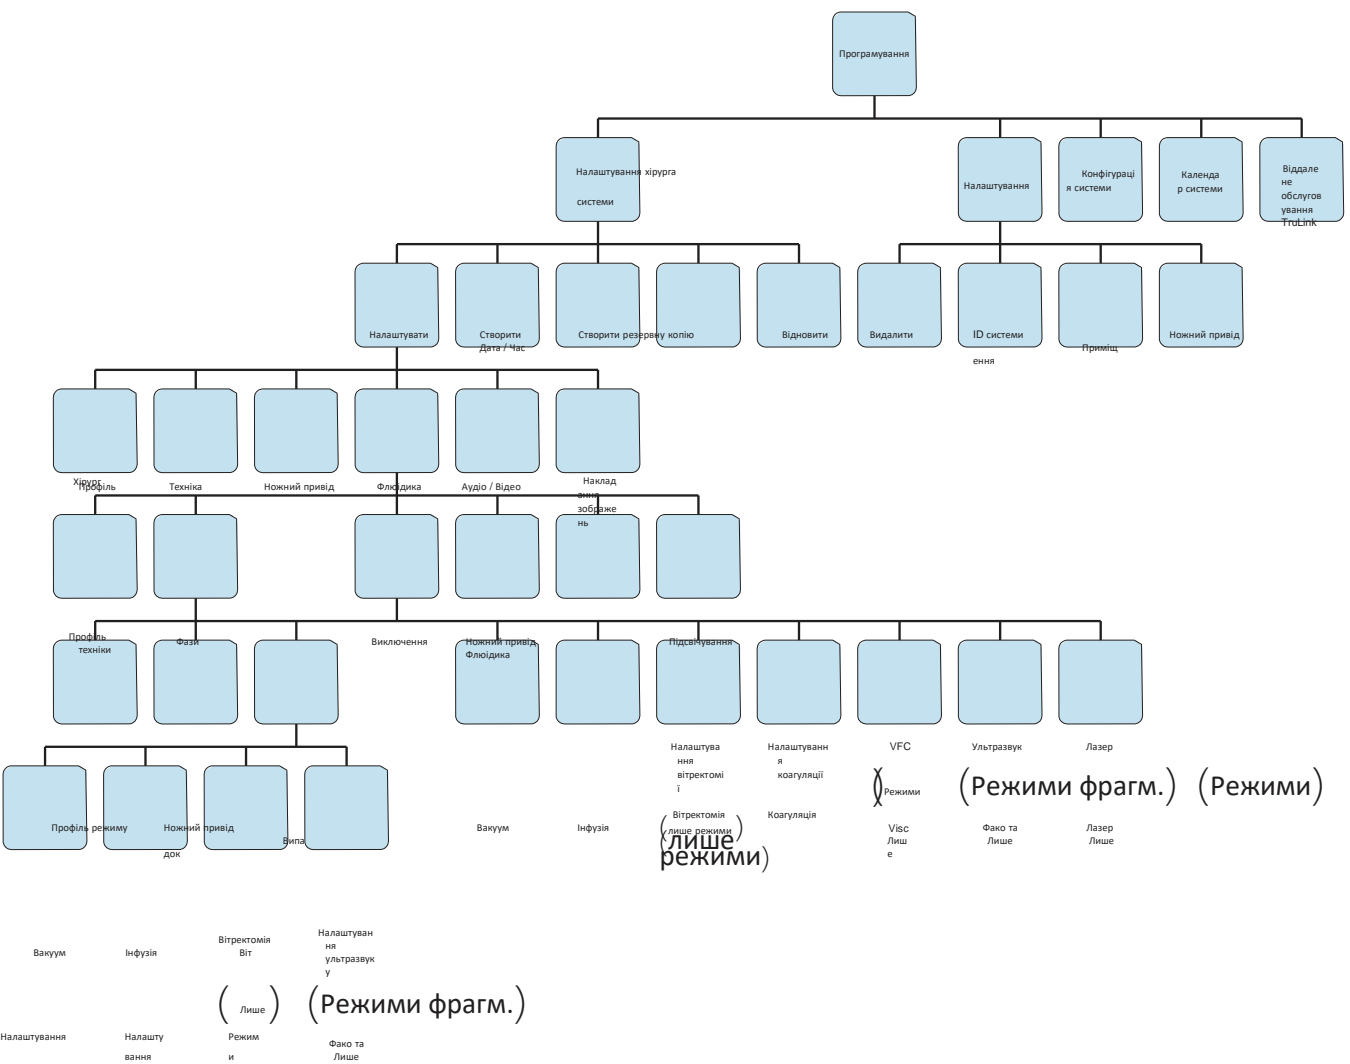 Програмування
Налаштування хірурга
системи
Налаштування
Конфігураці
я системи
Календа
р системи
Віддале
не
обслугов
ування
TruLink
Налаштувати
Створити
Дата / Час
Створити резервну копію
Відновити
Видалити
ID системи
ення
Приміщ
Ножний привід
Хірург
Профіль
Техніка
Ножний привід
Флюїдика
Аудіо / Відео
Наклад
ання
зображе
нь
Профіль
техніки
Фази
Виключення
Ножний привід
Флюїдика
Підсвічування
Налаштува
ння
вітректомі
ї
Налаштуванн
я
коагуляції
VFC
Ультразвук
Лазер
()
Режими
(Режими фрагм.)
(Режими)
Профіль режиму
Ножний привід
док
Випа
Вакуум
Інфузія
Вітректомія
(лише режими)
(лише
режими)
Коагуляція
Visc
Лиш
е
Фако та
Лише
Лазер
Лише
Вакуум
Інфузія
Вітректомія
Віт
Налаштуван
ня
ультразвук
у
(Лише)
(Режими фрагм.)
Налаштування
Налашту
вання
Режим
и
Фако та
Лише